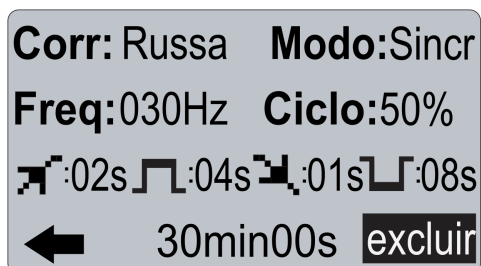 Corr: Russa Modo:Sincr
Freq:030Hz Ciclo:50%
:02s :04s :01s :08s
30min00s excluir